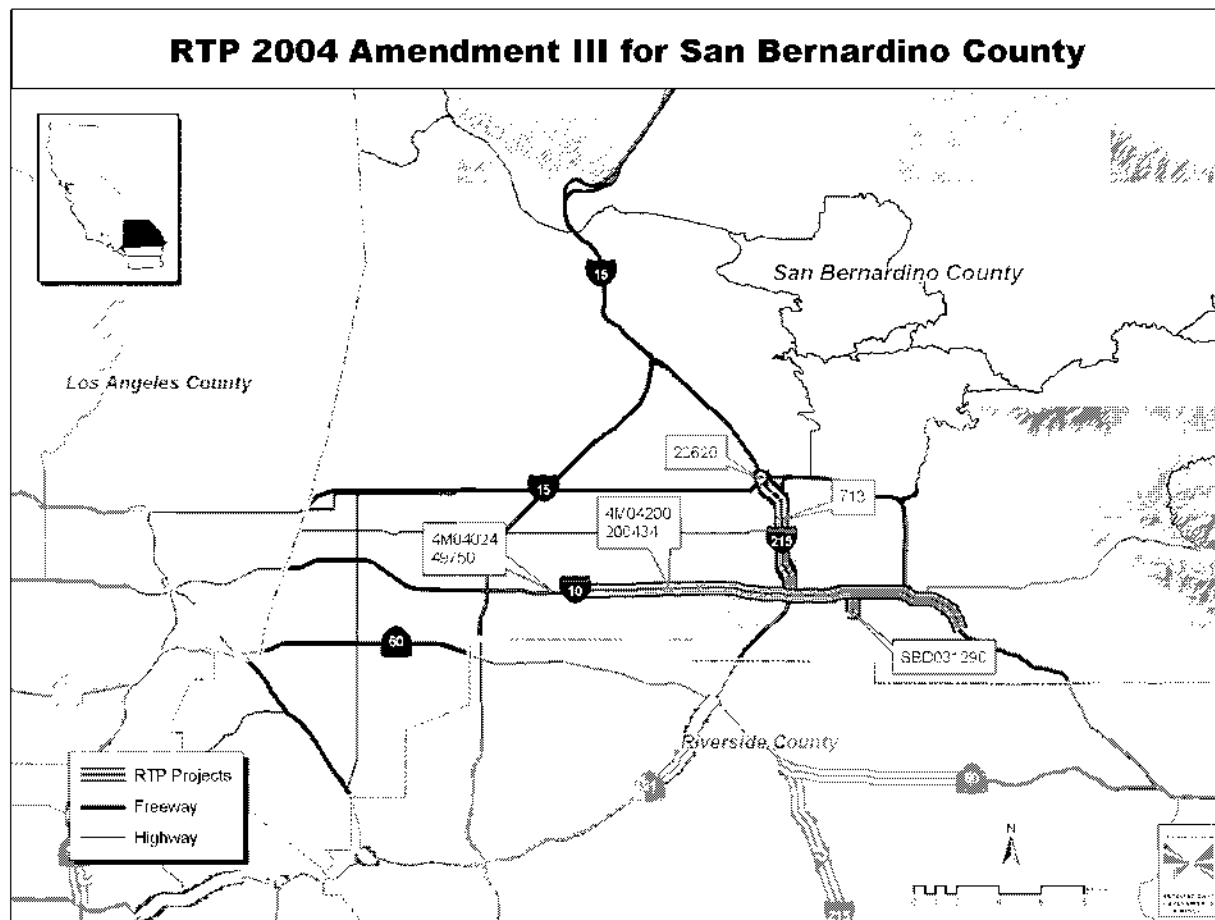 RTP 2004 Amendment III for San Bernardino County
15
San Bernardino County
Los Angeles County
15
713
4M04200
200434
4M04024
49750
215
10
60
SBD031290
Riverside County
RTP Projects
Freeway
Highway
N